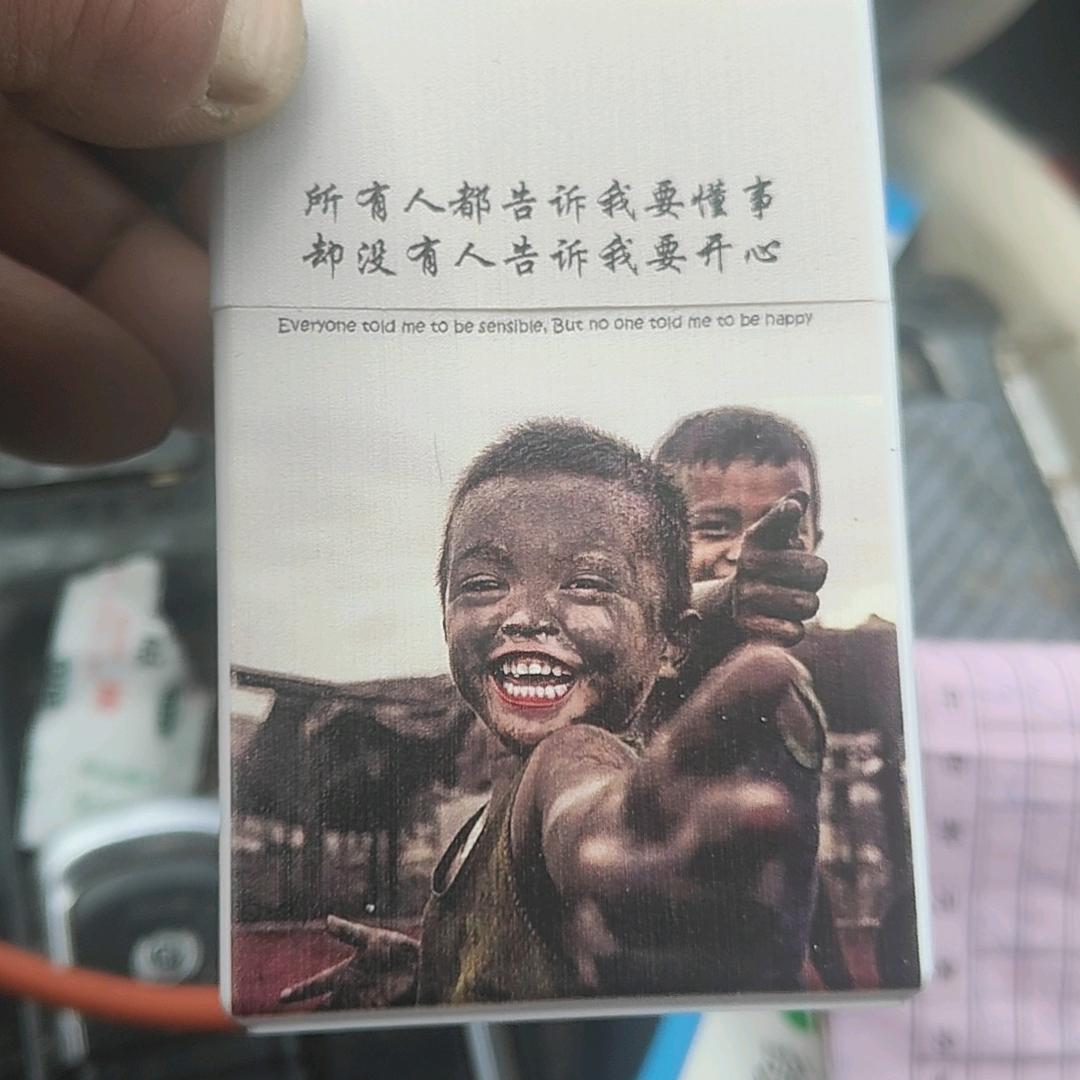 所有人都告诉我要懂事
却没有人告诉我要开心
Everyone told me to be sensible, But no one told me to be happy